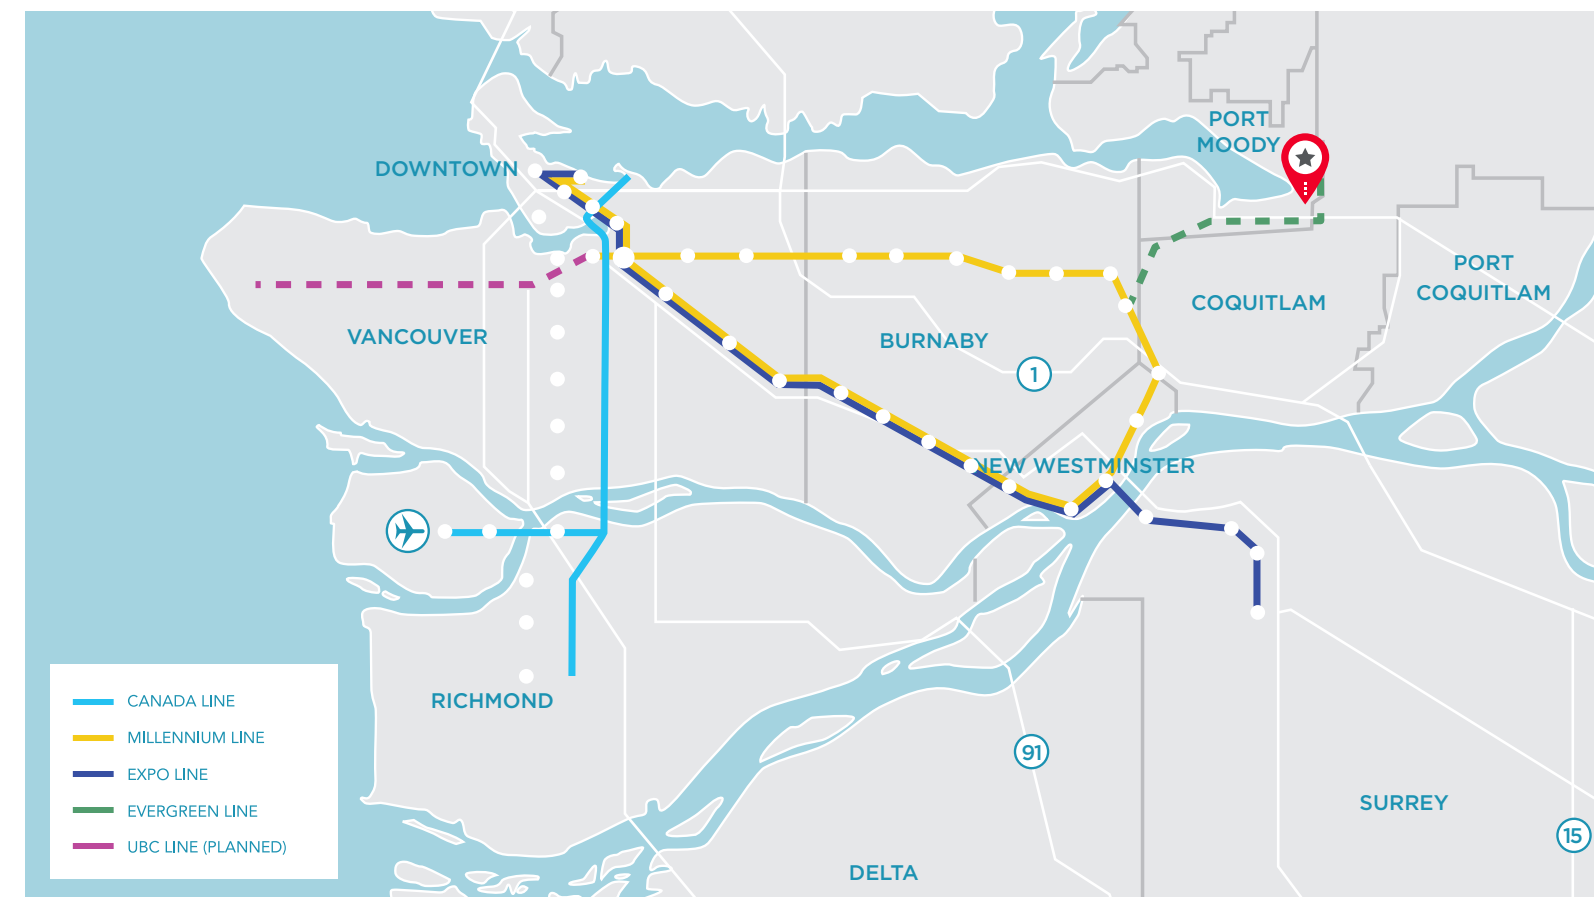 PORT
MOODY
DOWNTOWN
PORT
COQUITLAM
COQUITLAM
VANCOUVER
BURNABY
1
NEW WESTMINSTER
RICHMOND
91
SURREY
15
DELTA
CANADA LINE
MILLENNIUM LINE
EXPO LINE
EVERGREEN LINE
UBC LINE (PLANNED)